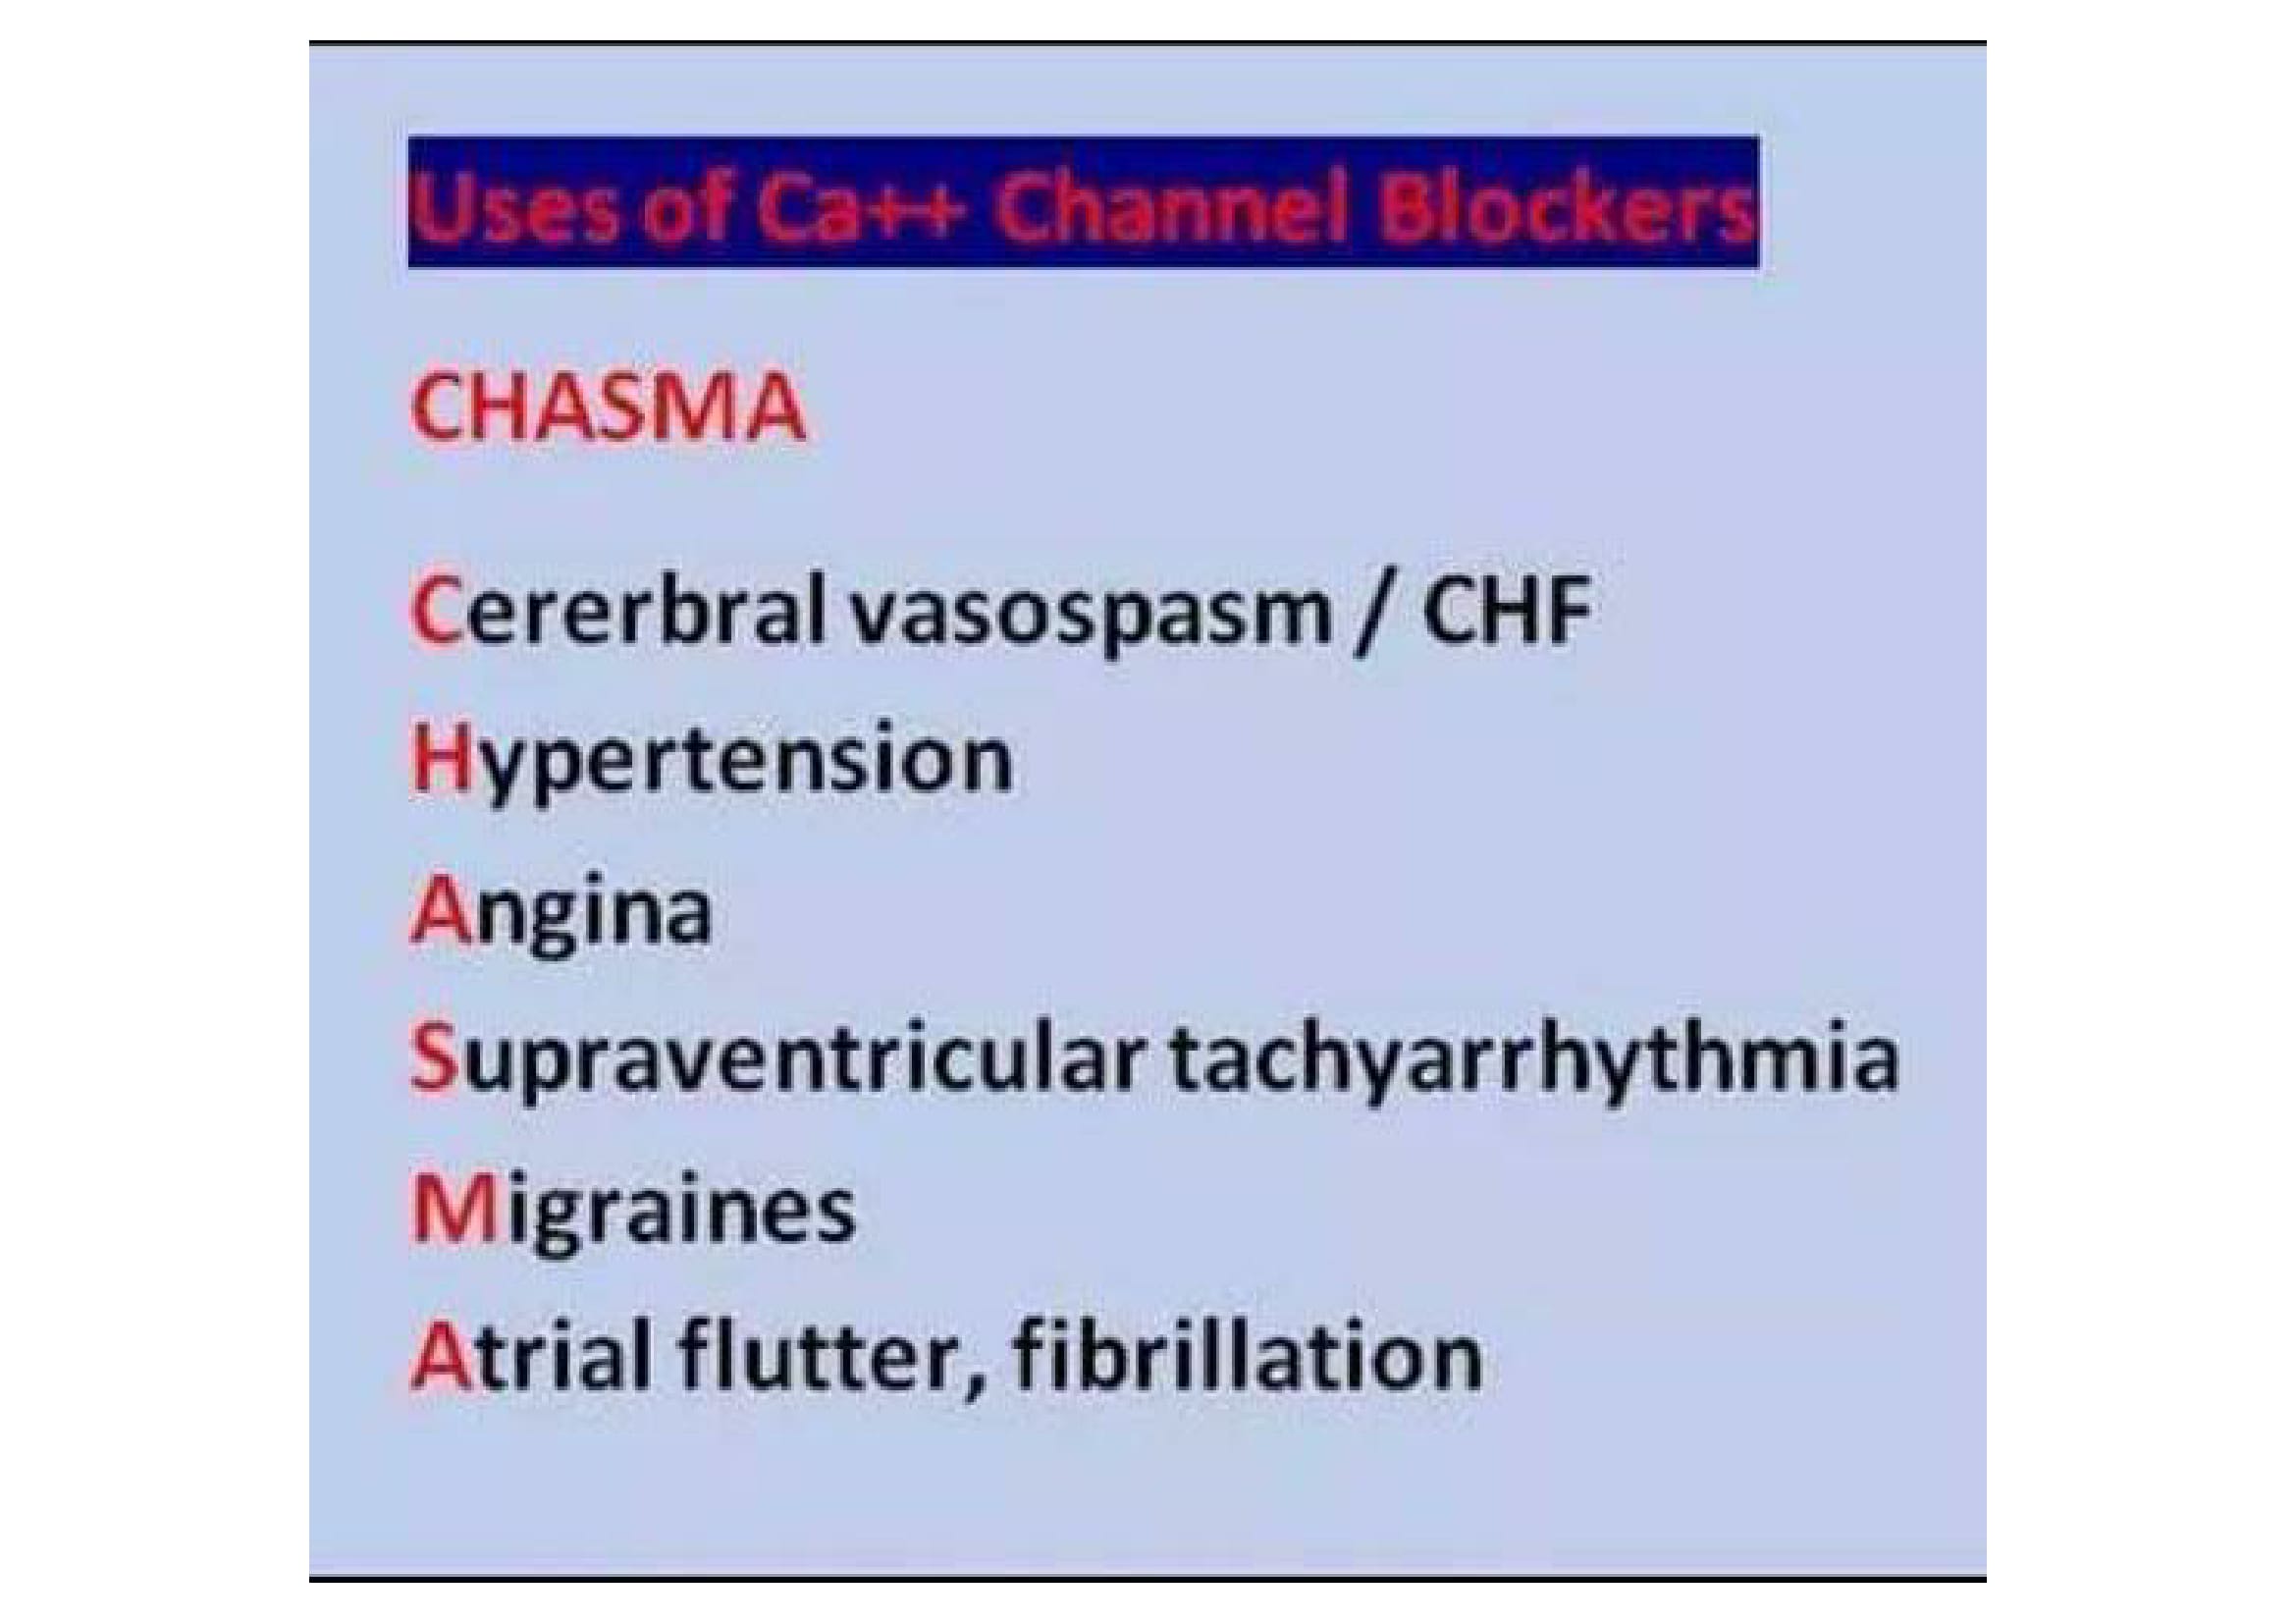 Uses of Ca++ Channel Blockers
CHASMA
Cererbral vasospasm / CHF
Hypertension
Angina
Supraventricular tachyarrhythmia
Migraines
Atrial flutter, fibrillation